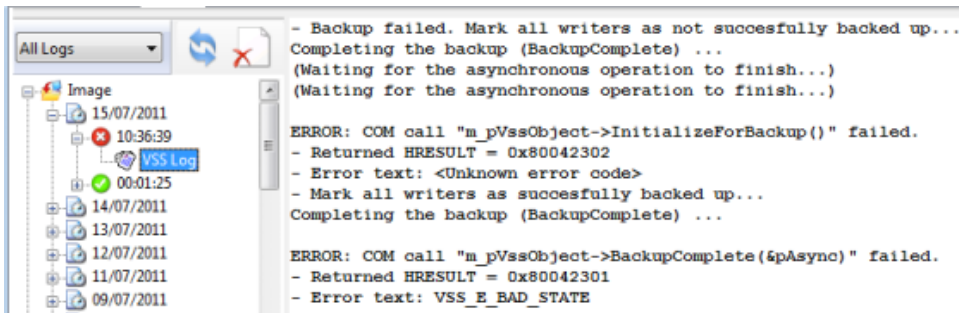 All Logs
Image
15/07/2011
10:36:39
VSS Log
00:01:25
14/07/2011
13/07/2011
12/07/2011
11/07/2011
09/07/2011
- Backup failed. Mark all writers as not succesfully backed up...
Completing the backup (BackupComplete) ...
(Waiting for the asynchronous operation to finish...)
(Waiting for the asynchronous operation to finish...)
ERROR: COM call "m_pVssObject->InitializeForBackup()" failed.
- Returned HRESULT = 0x80042302
- Error text: <Unknown error code>
- Mark all writers as succesfully backed up...
Completing the backup (BackupComplete) ...
ERROR: COM call "m_pVssObject->BackupComplete(&pAsync)" failed.
- Returned HRESULT = 0x80042301
- Error text: VSS_E_BAD_STATE